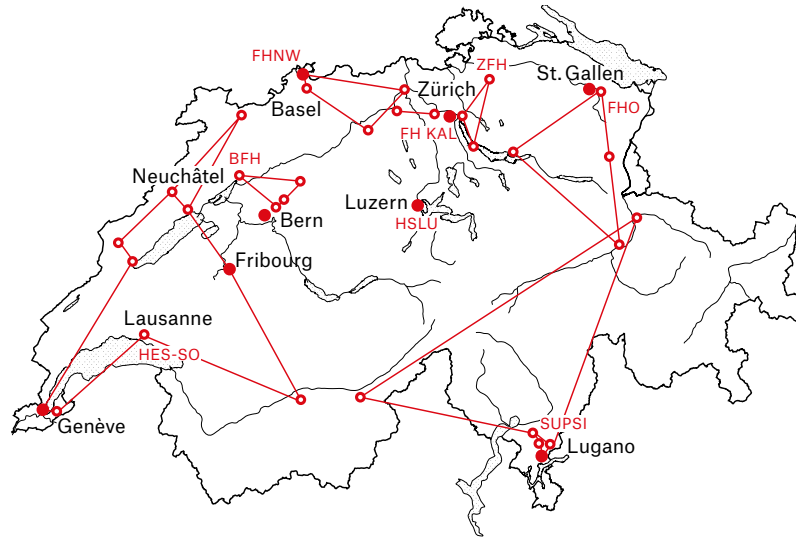 FHNW
ZFH
St. Gallen
Zürich
Basel
FHO
FH KAL
BFH
Neuchâtel
Luzern
Bern
HSLU
Fribourg
Lausanne
HES-SO
SUPSI
Genève
Lugano